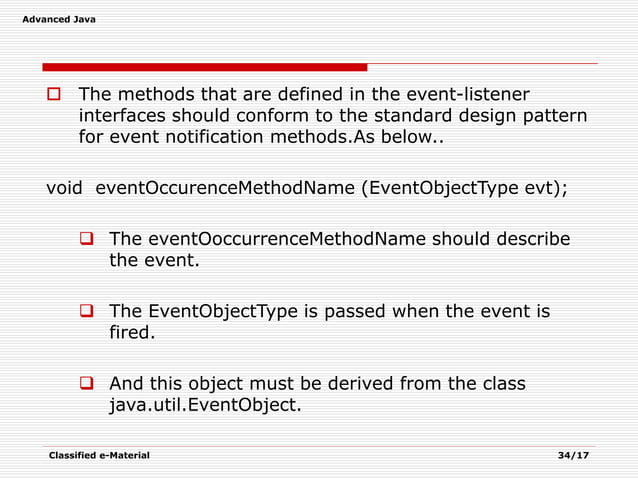 Advanced Java
The methods that are defined in the event-listener
interfaces should conform to the standard design pattern
for event notification methods.As below..
void  eventOccurenceMethodName (EventObjectType evt);
The eventOoccurrenceMethodName should describe
the event.
The EventObjectType is passed when the event is
fired.
And this object must be derived from the class
java.util.EventObject.
Classified e-Material 34/17